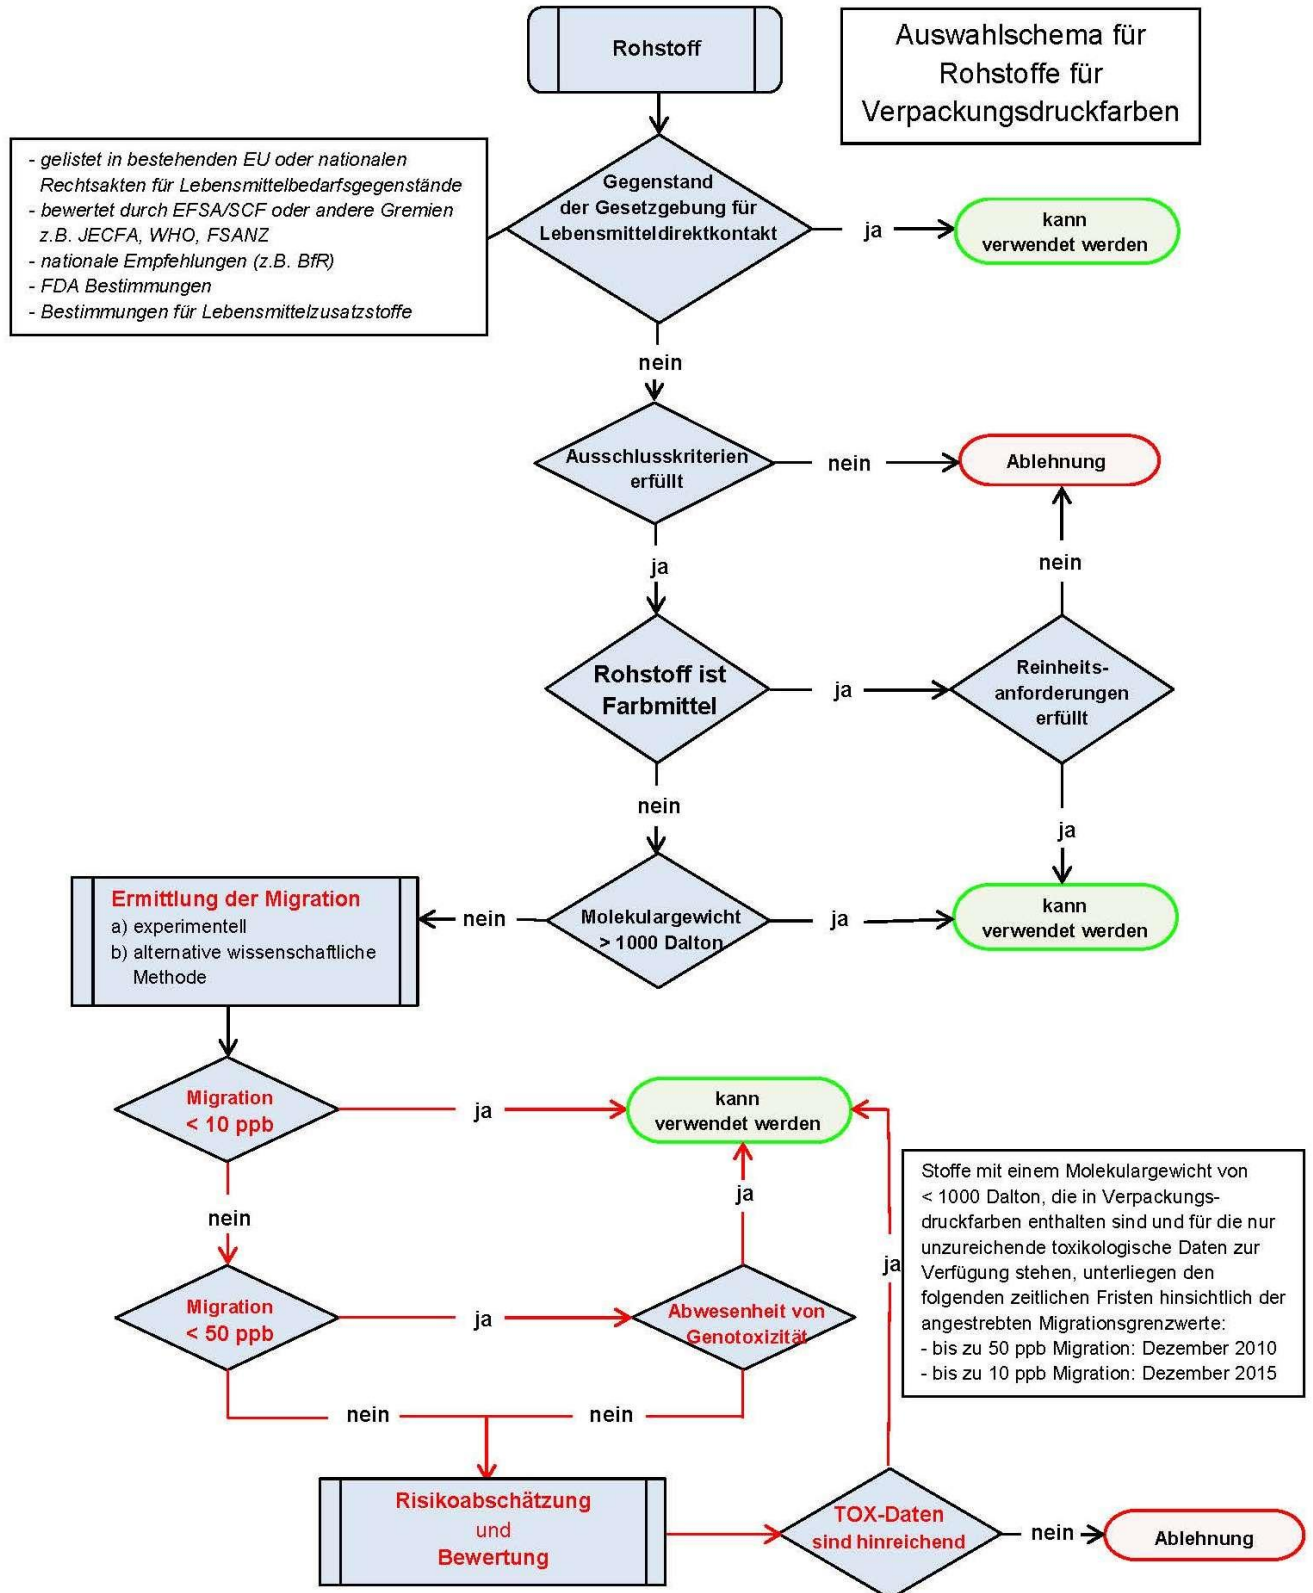 Rohstoff
Auswahlschema für
Rohstoffe für
Verpackungsdruckfarben
- gelistet in bestehenden EU oder nationalen
Rechtsakten für Lebensmittelbedarfsgegenstände
- bewertet durch EFSA/SCF oder andere Gremien
z.B. JECFA, WHO, FSANZ
- nationale Empfehlungen (z.B. BfR)
- FDA Bestimmungen
- Bestimmungen für Lebensmittelzusatzstoffe
Gegenstand
der Gesetzgebung für
Lebensmitteldirektkontakt
ja
kann
verwendet werden
nein
Ausschlusskriterien
erfüllt
nein
Ablehnung
ja
nein
Rohstoff ist
Farbmittel
ja
Reinheits-
anforderungen
erfüllt
nein
ja
Ermittlung der Migration
a) experimentell
b) alternative wissenschaftliche
Methode
nein
Molekulargewicht
> 1000 Dalton
ja
kann
verwendet werden
Migration
< 10 ppb
ja
kann
verwendet werden
nein
ja
ja
Stoffe mit einem Molekulargewicht von
< 1000 Dalton, die in Verpackungs-
druckfarben enthalten sind und für die nur
unzureichende toxikologische Daten zur
Verfügung stehen, unterliegen den
folgenden zeitlichen Fristen hinsichtlich der
angestrebten Migrationsgrenzwerte:
- bis zu 50 ppb Migration: Dezember 2010
- bis zu 10 ppb Migration: Dezember 2015
Migration
< 50 ppb
ja
Abwesenheit von
Genotoxizität
nein
nein
Risikoabschätzung
und
Bewertung
TOX-Daten
sind hinreichend
nein
Ablehnung